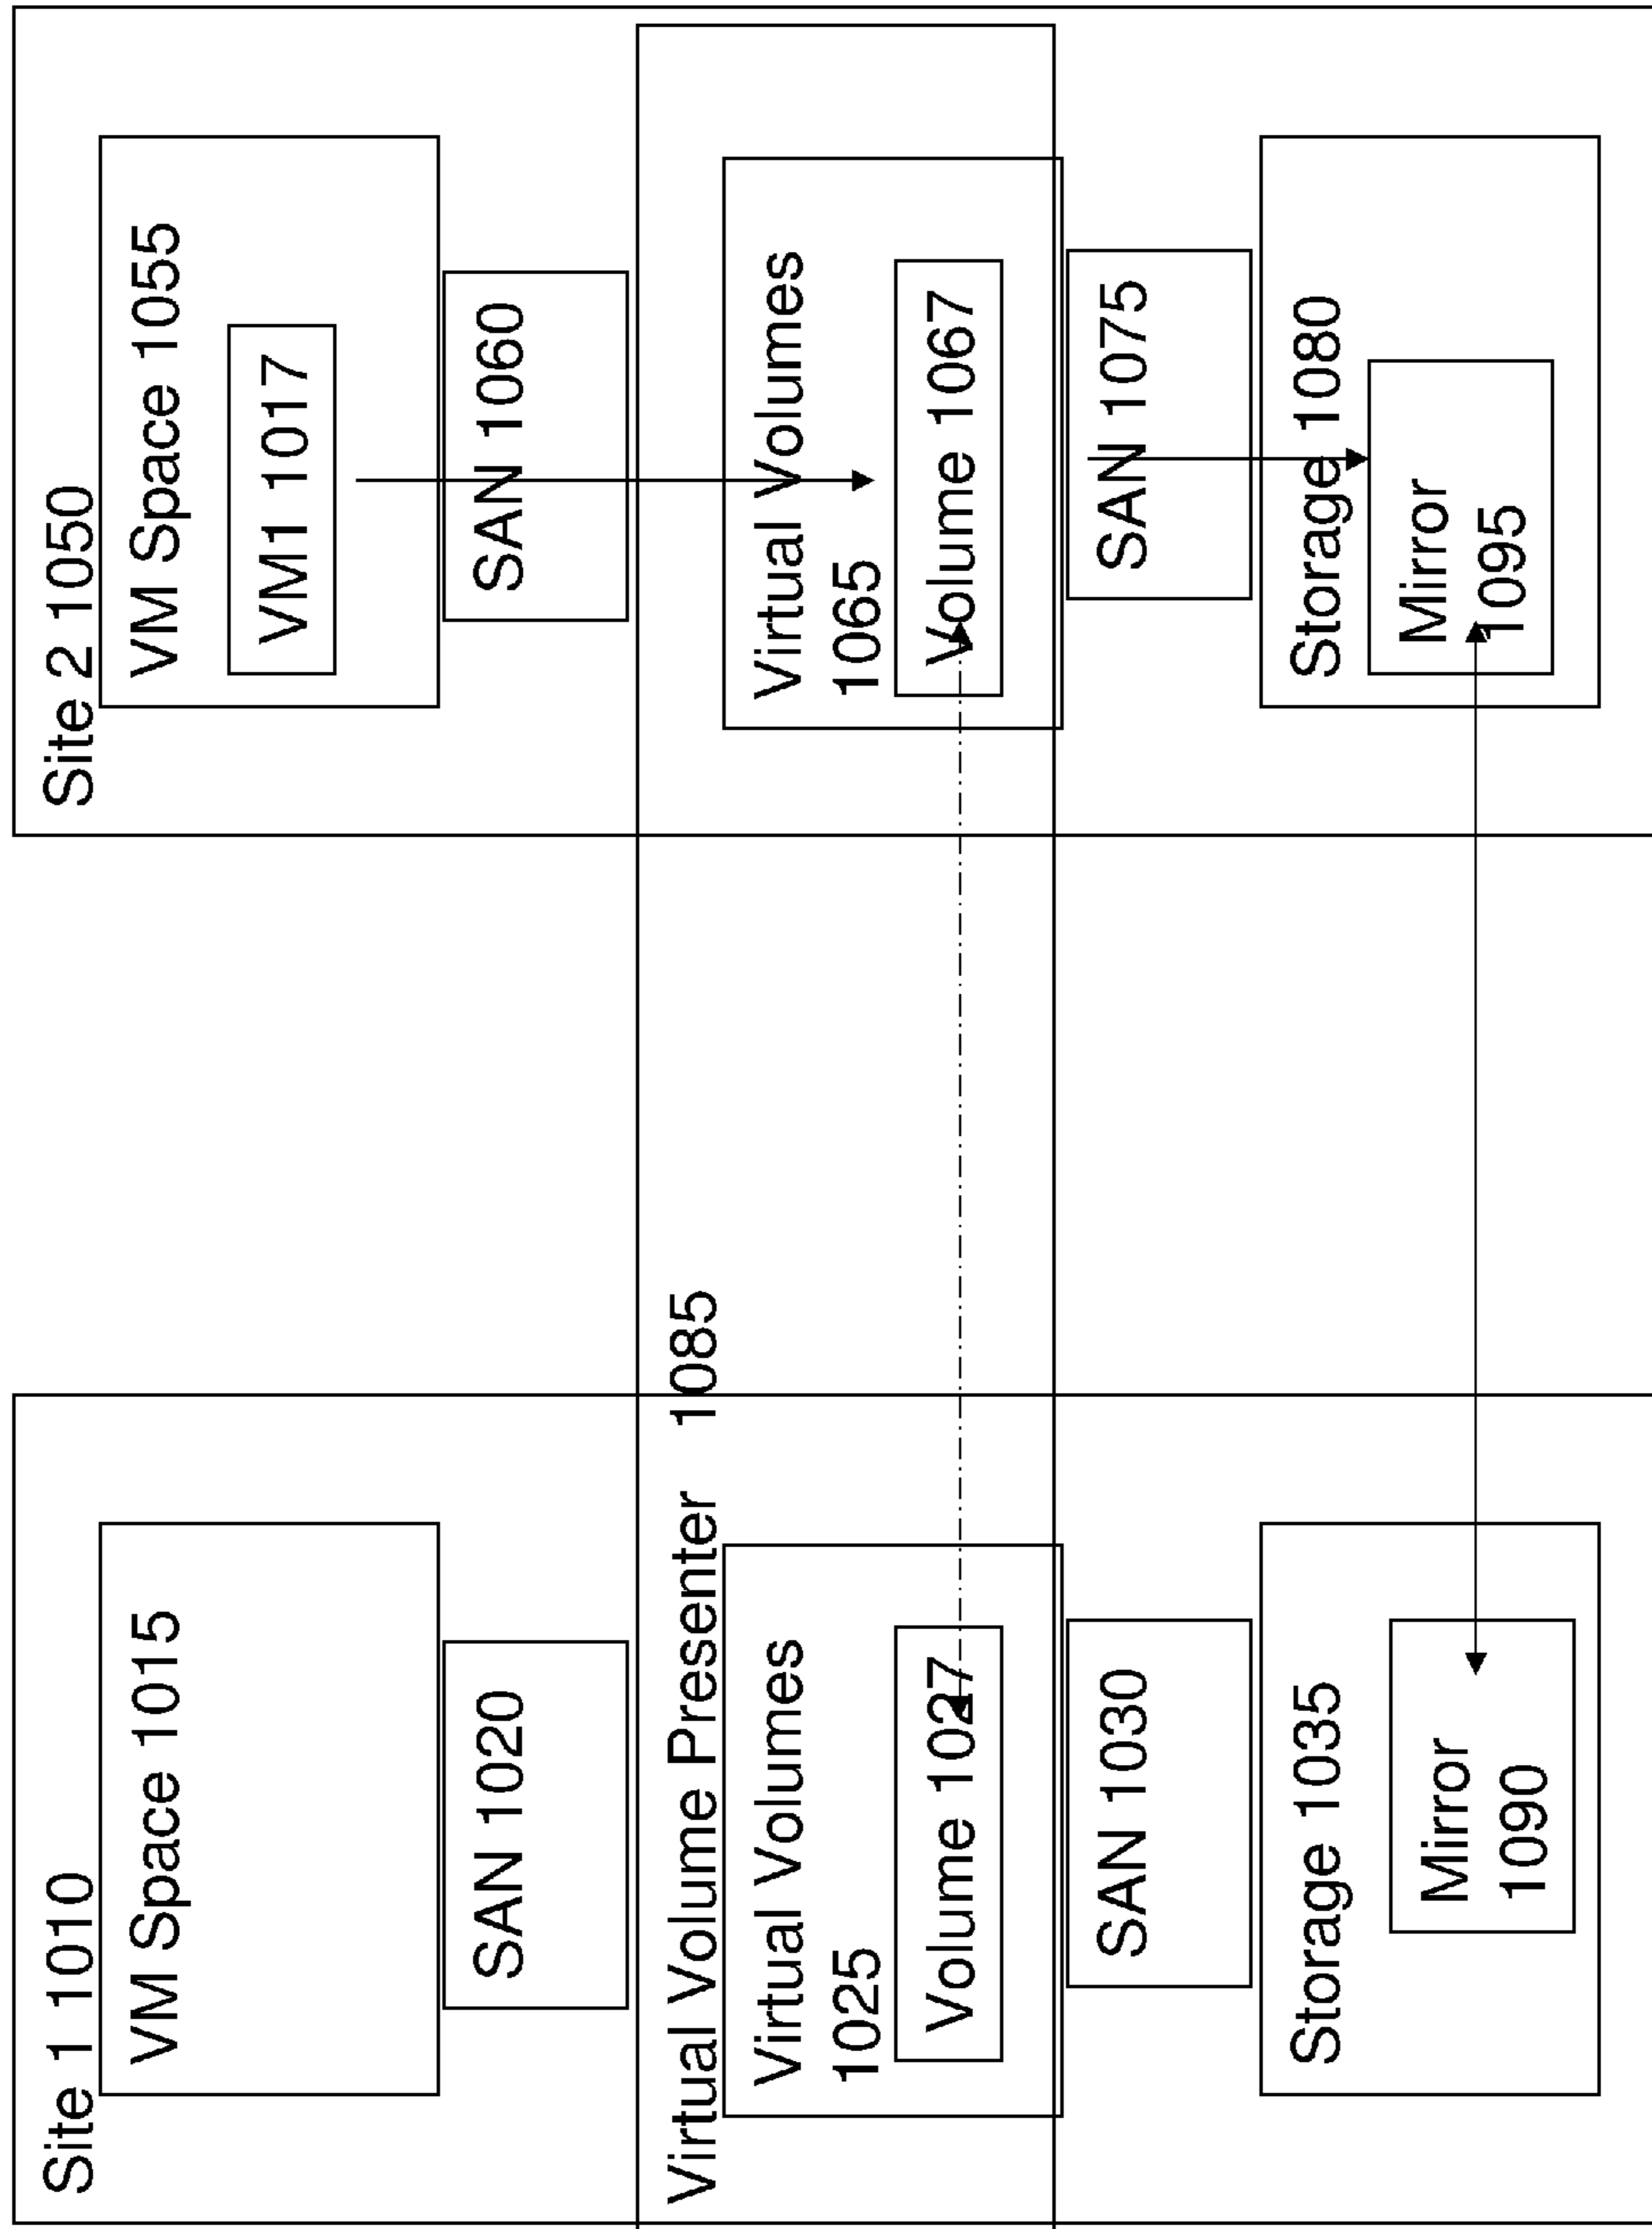 Site 1 1010
VM Space 1015
SAN 1020
Virtual Volume Presenter 1085
Virtual Volumes
1025
Volume 1027
SAN 1030
Storage 1035
Mirror
1090
Site 2 1050
VM Space 1055
VM1 1017
SAN 1060
Virtual Volumes
1065
Volume 1067
SAN 1075
Storage 1080
Mirror
1095